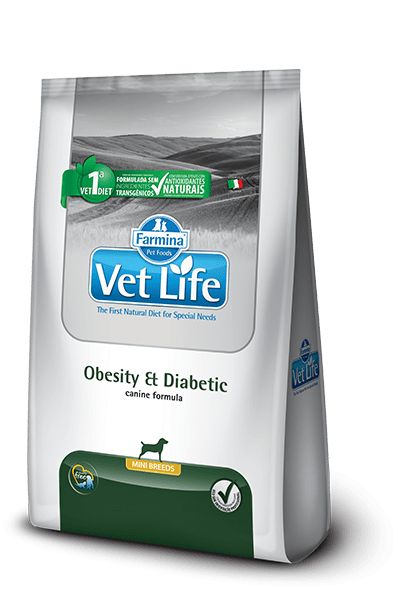 1ª
VET DIET
FORMULADA SEM
INGREDIENTES
TRANSGÊNICOS
ANTIOXIDANTES
NATURAIS
Farmina
Pet Foods
Vet Life
The First Natural Diet for Special Needs
Obesity & Diabetic
canine formula
MINI BREEDS
Farmina
Vet Life